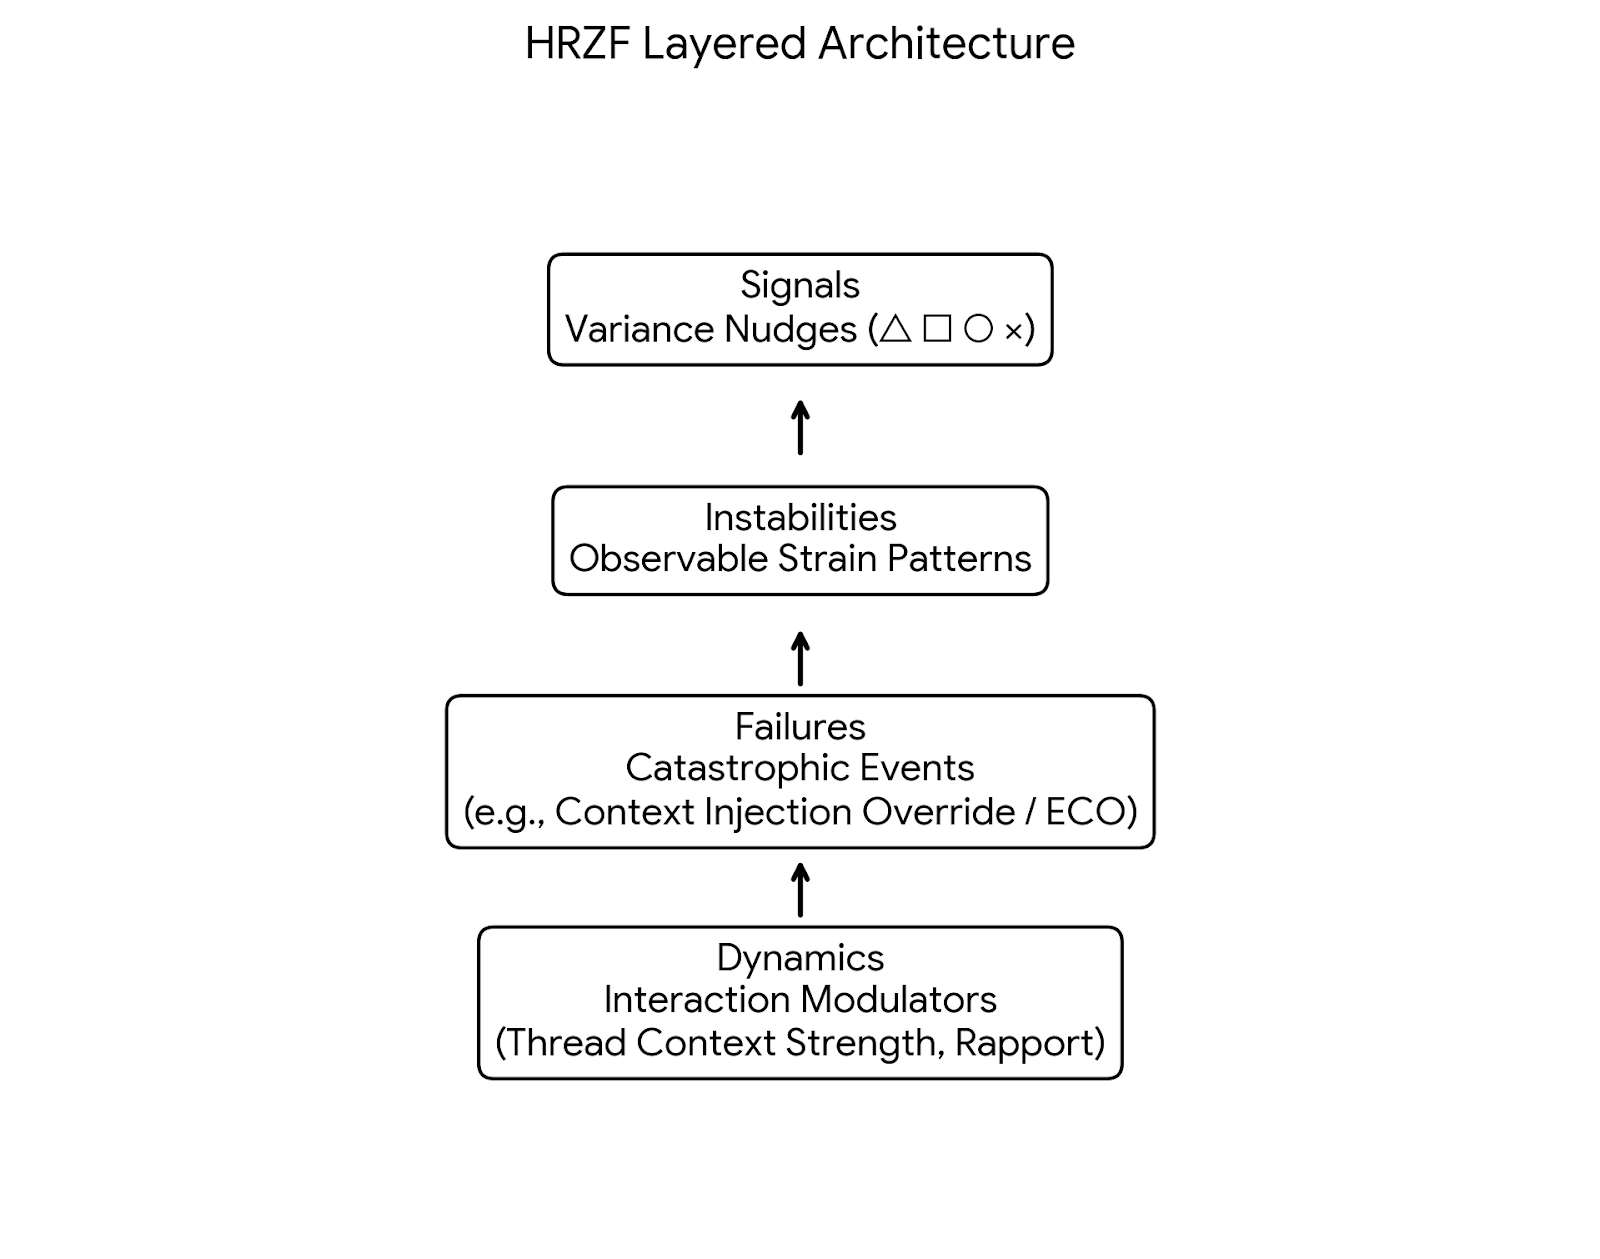 HRZF Layered Architecture
Signals
Variance Nudges (△ □ ○ ×)
Instabilities
Observable Strain Patterns
Failures
Catastrophic Events
(e.g., Context Injection Override / ECO)
Dynamics
Interaction Modulators
(Thread Context Strength, Rapport)